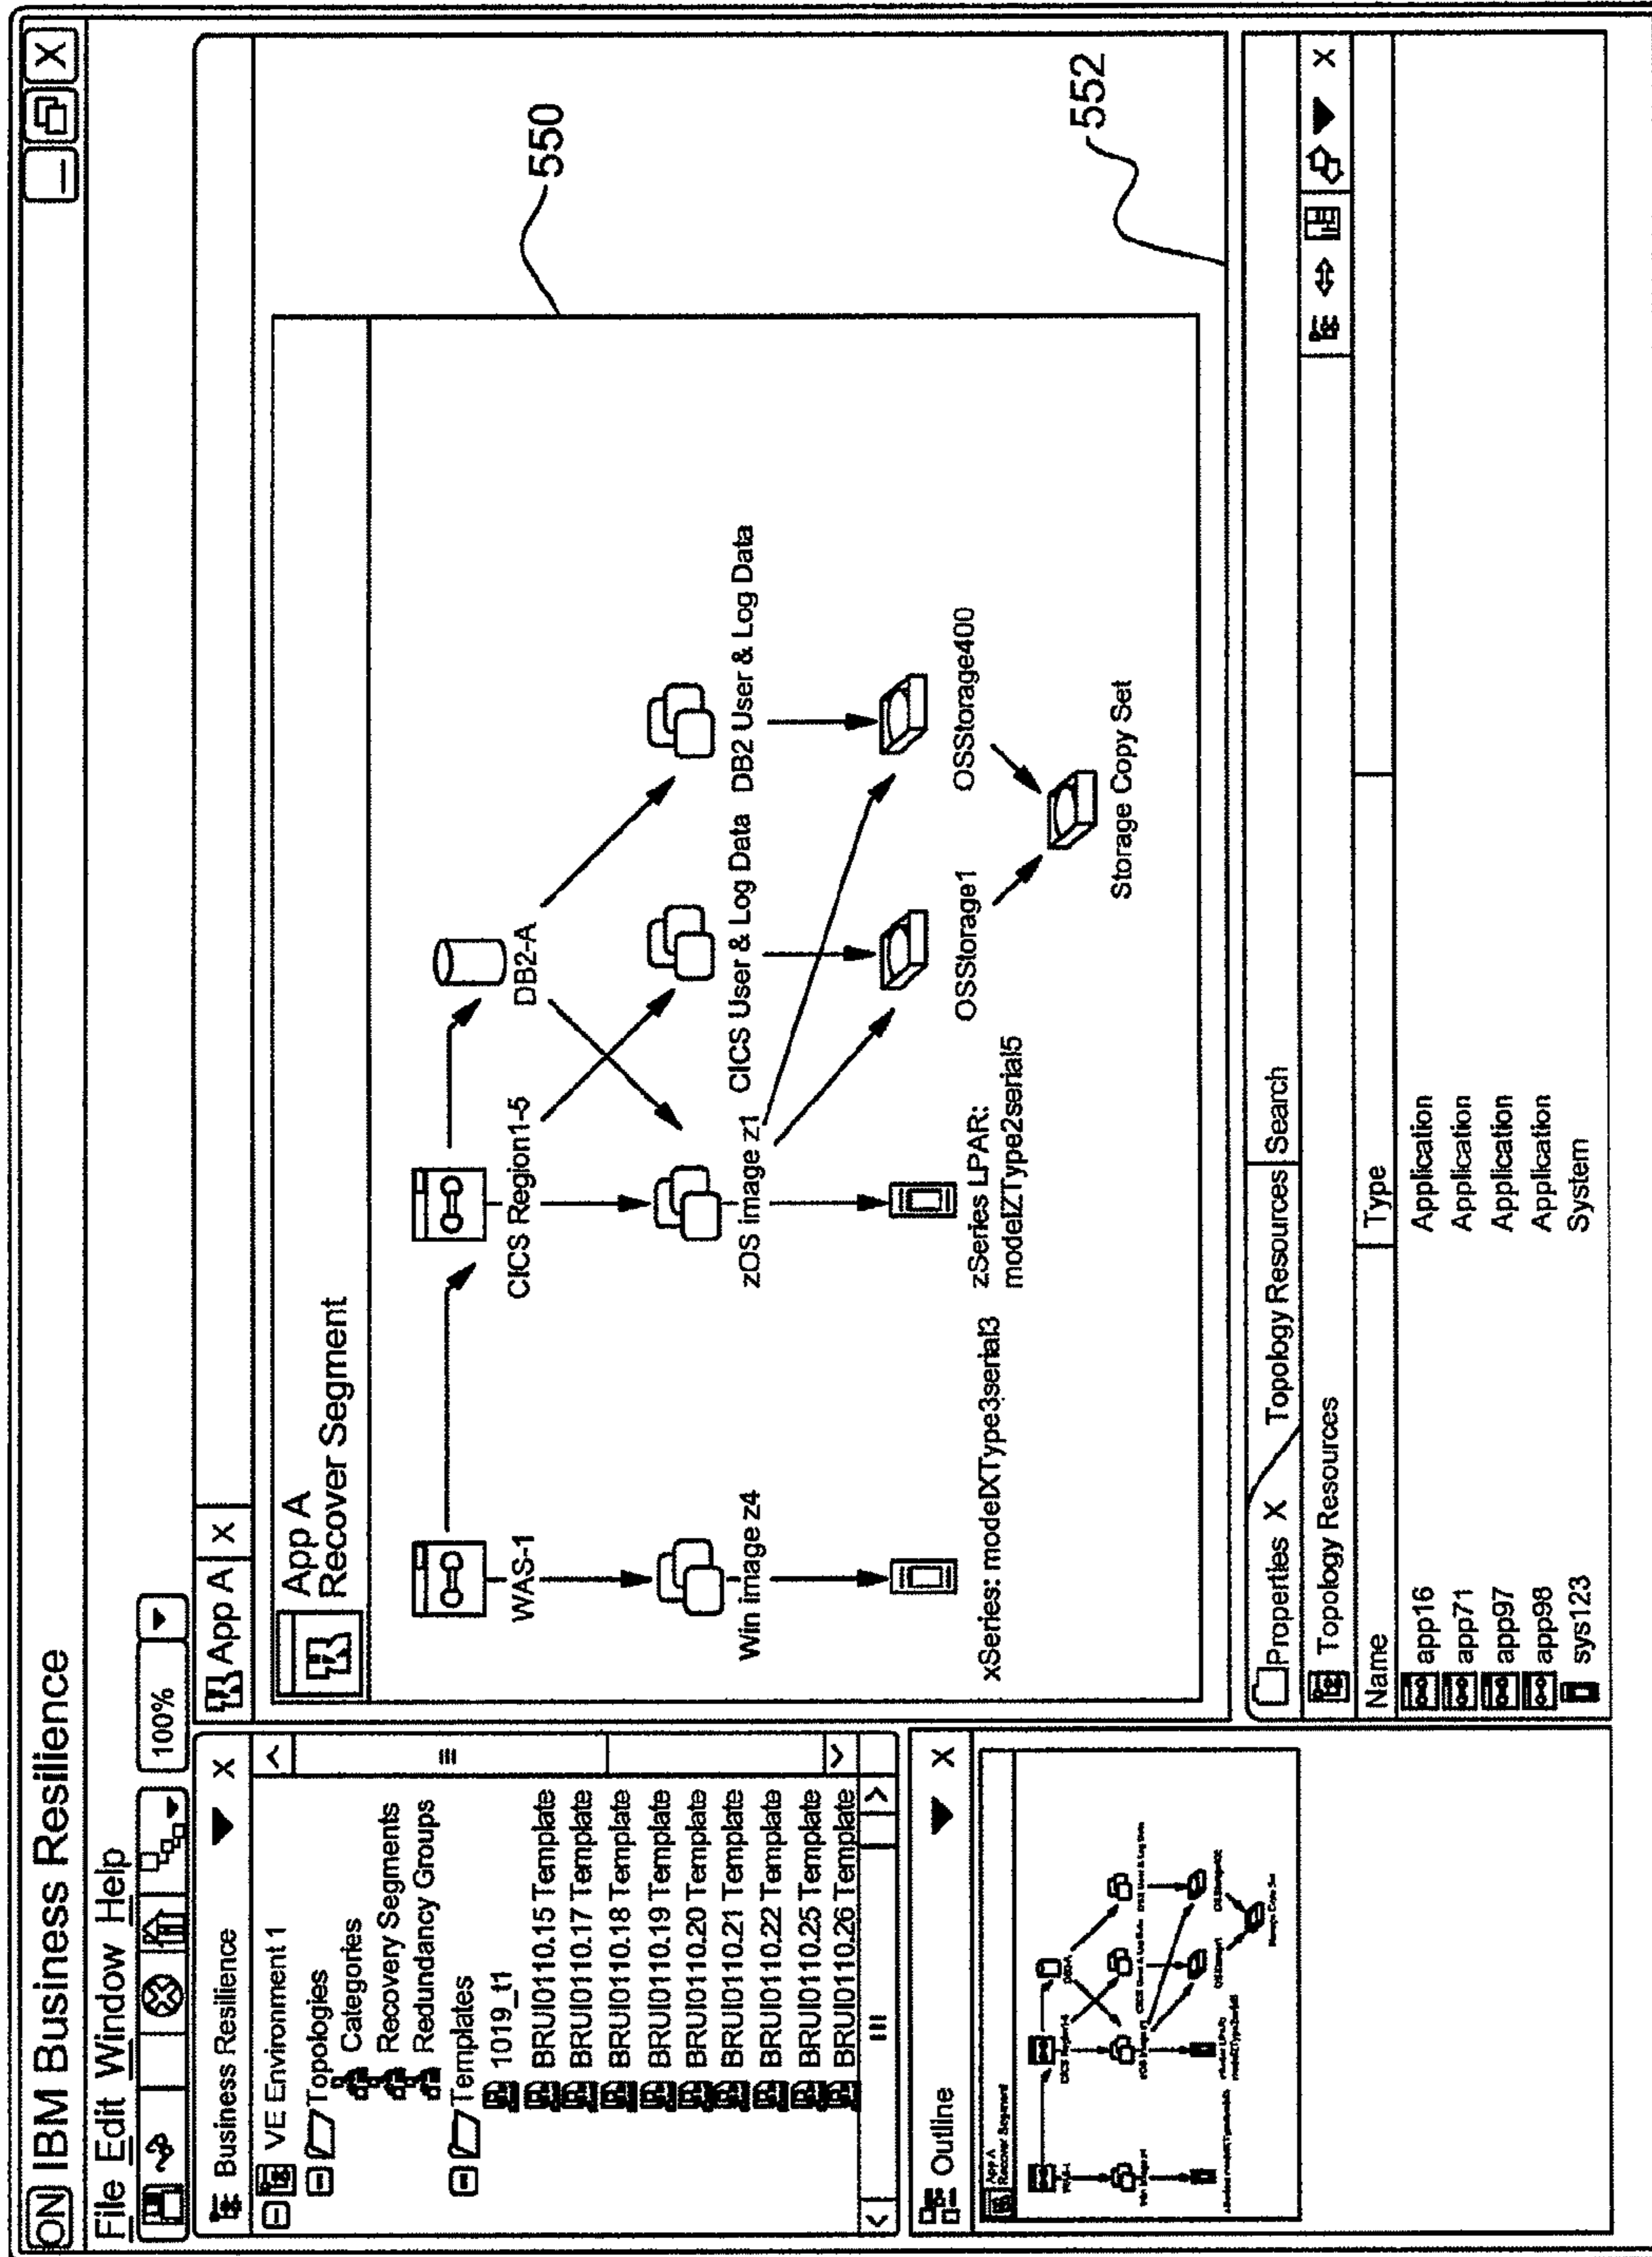 ON IBM Business Resilience
File Edit Window Help
100%
Business Resilience X
VE Environment 1
Topologies
Categories
Recovery Segments
Redundancy Groups
Templates
1019_t1
BRUI0110.15 Template
BRUI0110.17 Template
BRUI0110.18 Template
BRUI0110.19 Template
BRUI0110.20 Template
BRUI0110.21 Template
BRUI0110.22 Template
BRUI0110.25 Template
BRUI0110.26 Template
Outline X
App A
Recover Segment
App A X
App A
Recover Segment
550
WAS-1
CICS Region1-5
DB2-A
Win image z4
zOS image z1
CICS User & Log Data
DB2 User & Log Data
xSeries: modelXType3serial3
zSeries LPAR:
modelZType2serial5
OSStorage1
OSStorage400
Storage Copy Set
552
Properties X Topology Resources Search
Topology Resources X
Name Type
app16 Application
app71 Application
app97 Application
app98 Application
sys123 System